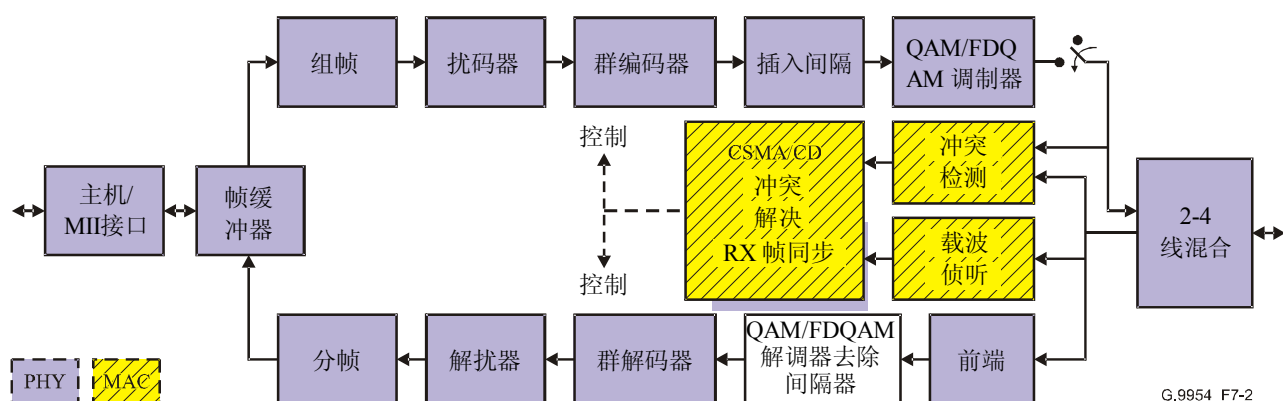 组帧
扰码器
群编码器
插入间隔
QAM/FDQ
AM 调制器
控制
CSMA/CD
冲突
解决
RX 帧同步
冲突
检测
主机/
MII接口
帧缓
冲器
2-4
线混合
载波
侦听
控制
分帧
解扰器
群解码器
QAM/FDQAM
解调器去除
间隔器
前端
PHY
MAC
G.9954_F7-2